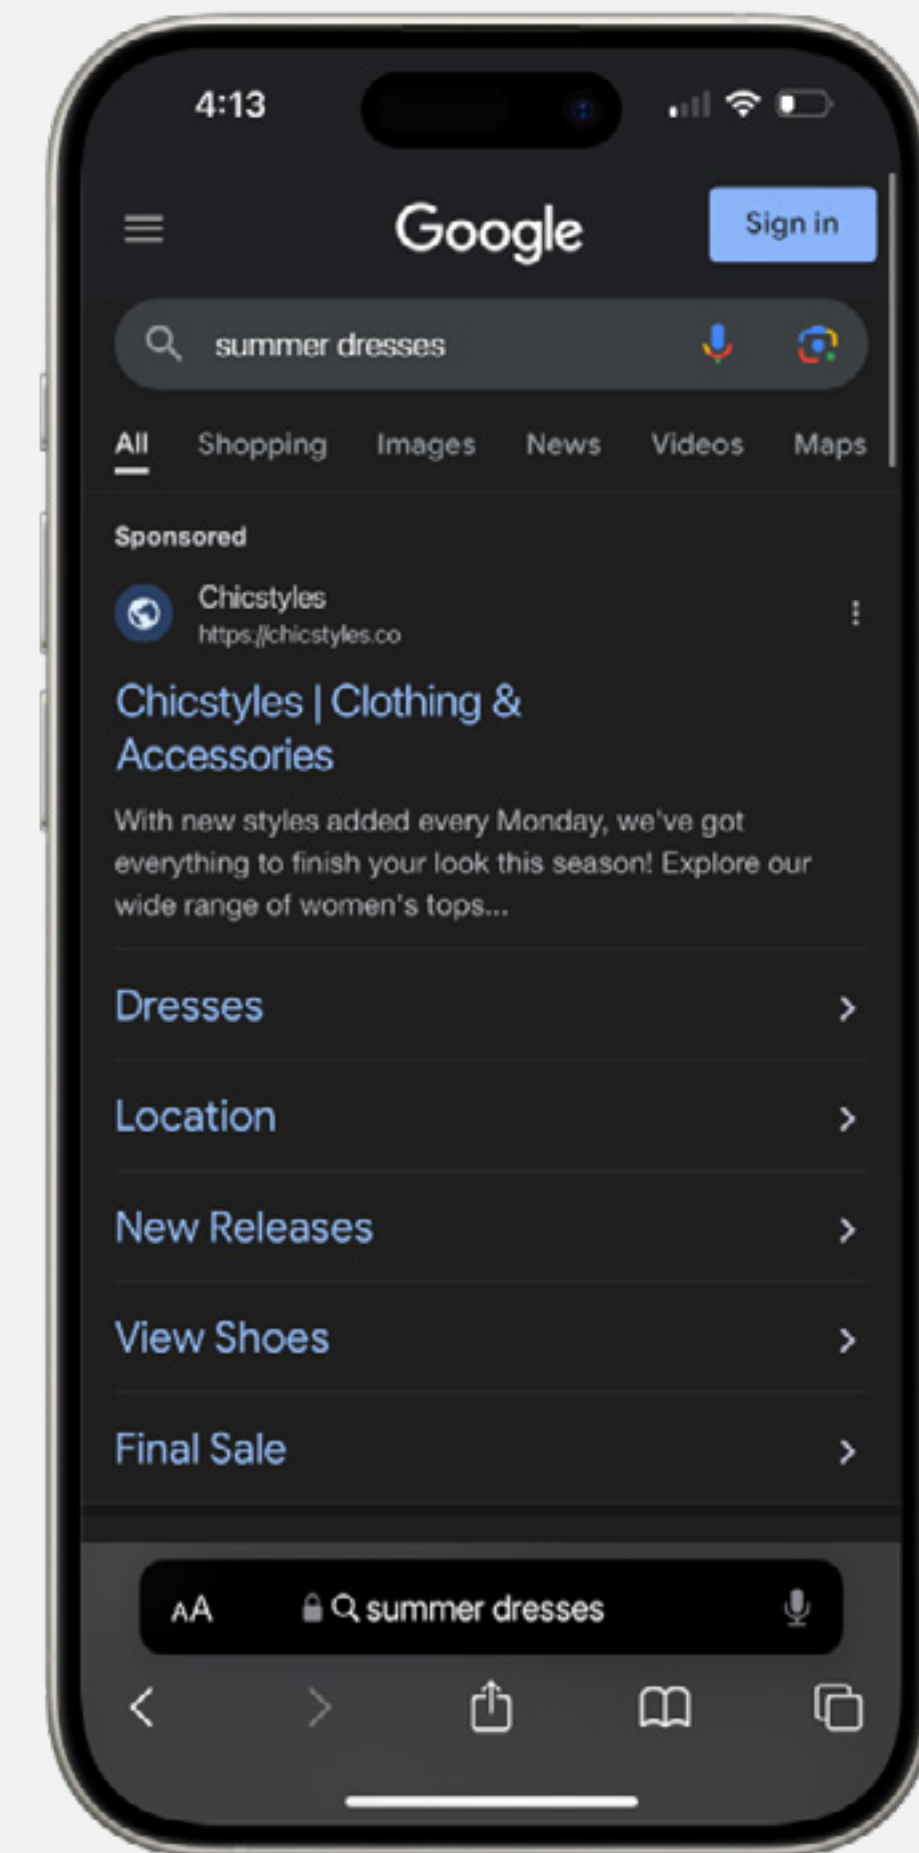 4:13
Google
Sign in
summer dresses
All Shopping Images News Videos Maps
Sponsored
Chicstyles
https://chicstyles.co
Chicstyles | Clothing &
Accessories
With new styles added every Monday, we've got
everything to finish your look this season! Explore our
wide range of women's tops...
Dresses
Location
New Releases
View Shoes
Final Sale
AA summer dresses